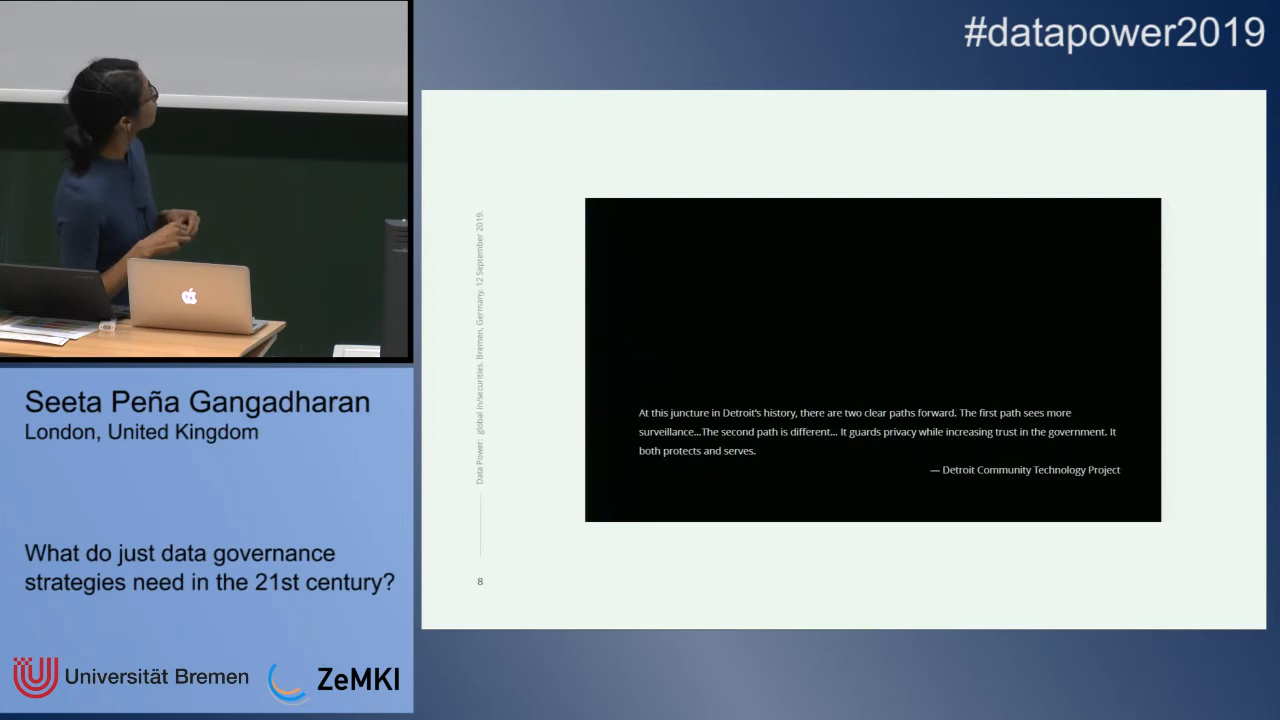 #datapower2019
Data Power: global in/securities. Bremen, Germany. 12 September 2019.
At this juncture in Detroit's history, there are two clear paths forward. The first path sees more
surveillance...The second path is different... It guards privacy while increasing trust in the government. It
both protects and serves.
— Detroit Community Technology Project
8
Seeta Peña Gangadharan
London, United Kingdom
What do just data governance
strategies need in the 21st century?
Universität Bremen
ZeMKI